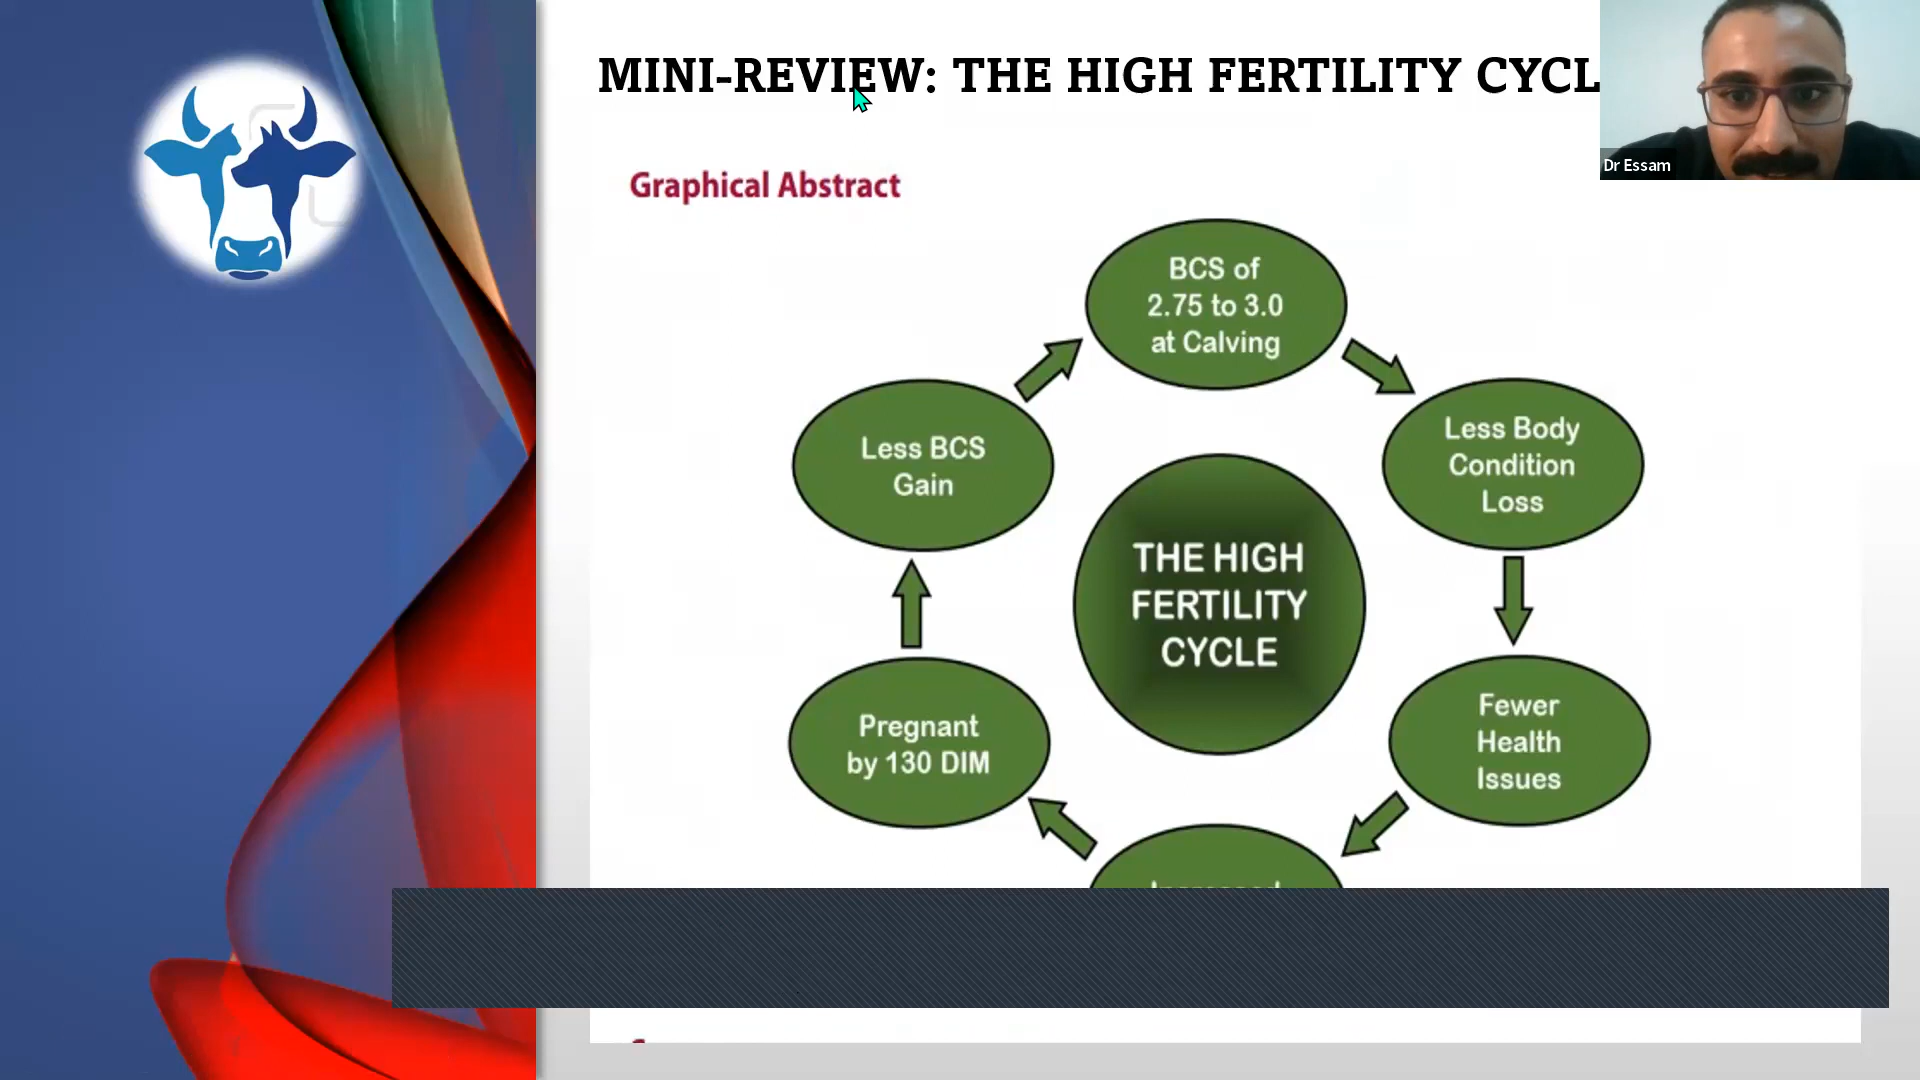 MINI-REVIEW: THE HIGH FERTILITY CYCL
Dr Essam
Graphical Abstract
BCS of
2.75 to 3.0
at Calving
Less Body
Condition
Loss
Fewer
Health
Issues
Pregnant
by 130 DIM
Less BCS
Gain
THE HIGH
FERTILITY
CYCLE